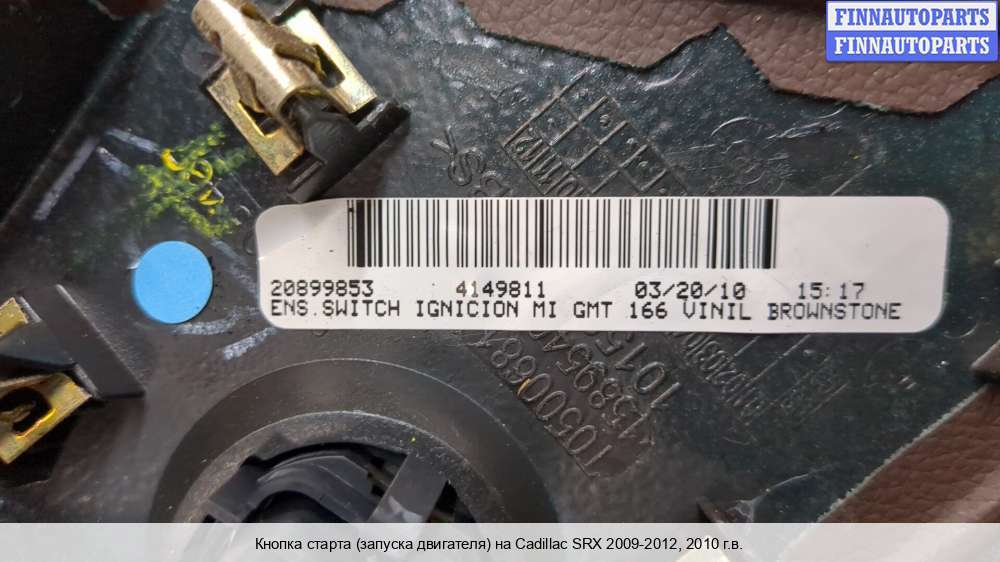 FINNAUTOPARTS
FINNAUTOPARTS
20899853 4149811 03/20/10 15:17
ENS.SWITCH IGNICION MI GMT 166 VINIL BROWNSTONE
Кнопка старта (запуска двигателя) на Cadillac SRX 2009-2012, 2010 г.в.